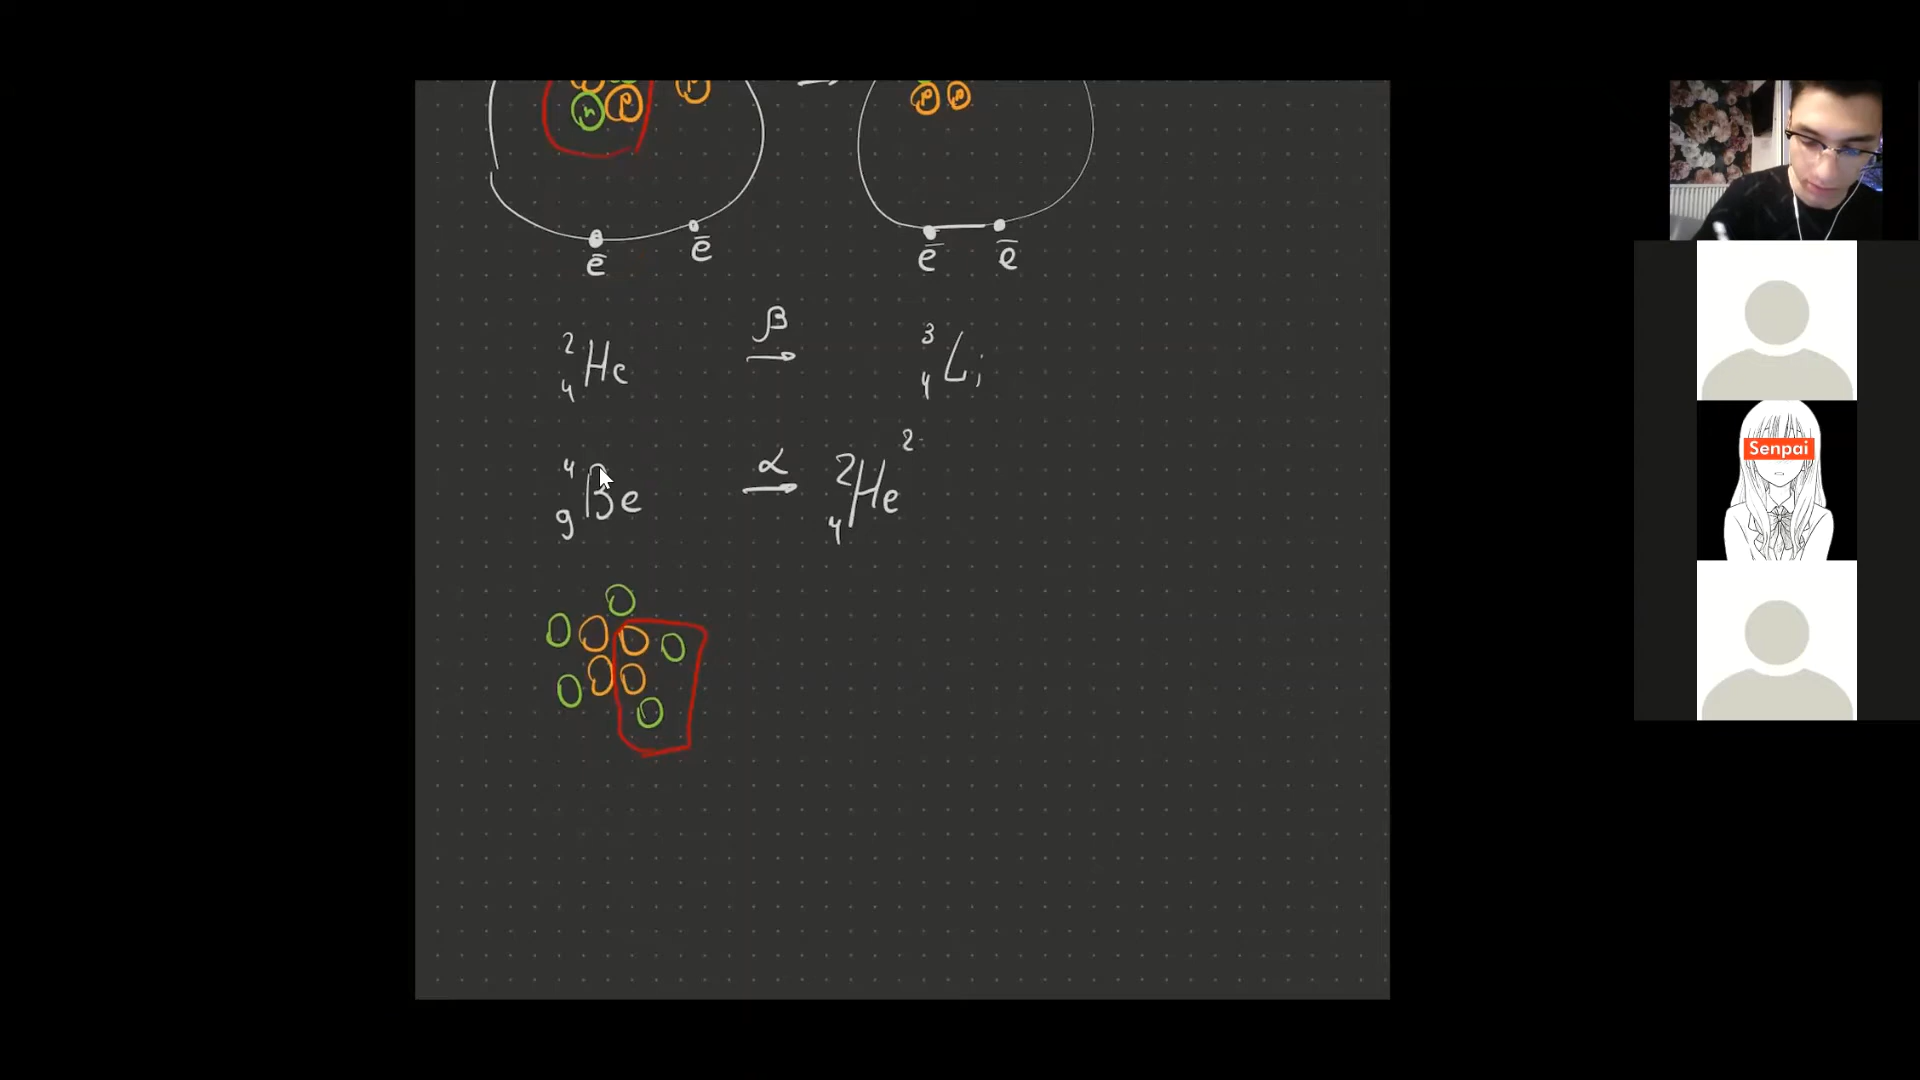 p
n p p p
e̅ e̅ e̅ e̅
β
2 He 4 → 3 Li 4
α 2
4 Be 9 → 2 He 4
Senpai